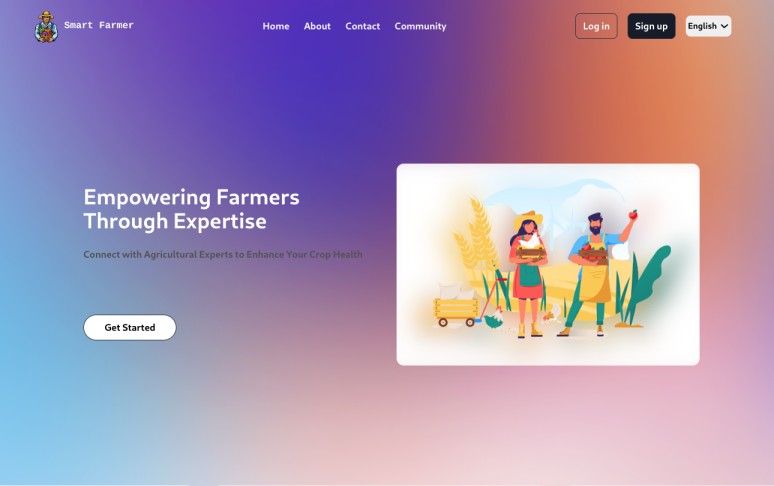 Smart Farmer
Home
About
Contact
Community
Log in
Sign up
English
Empowering Farmers
Through Expertise
Connect with Agricultural Experts to Enhance Your Crop Health
Get Started